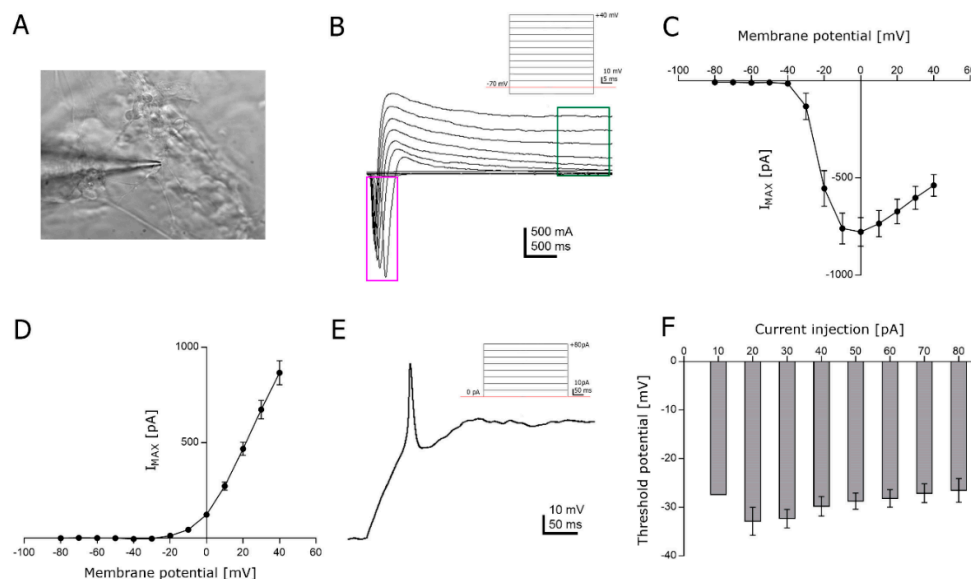 A
B
+40 mV
-70 mV
10 mV
5 ms
500 mA
500 ms
C
Membrane potential [mV]
-100 -80 -60 -40 -20 0 20 40 60
-500
-1000
I MAX [pA]
D
1000
500
I MAX [pA]
-100 -80 -60 -40 -20 0 20 40 60
Membrane potential [mV]
E
+80pA
0 pA
10pA
50 ms
10 mV
50 ms
F
Current injection [pA]
0 10 20 30 40 50 60 70 80
0
-10
-20
-30
-40
Threshold potential [mV]